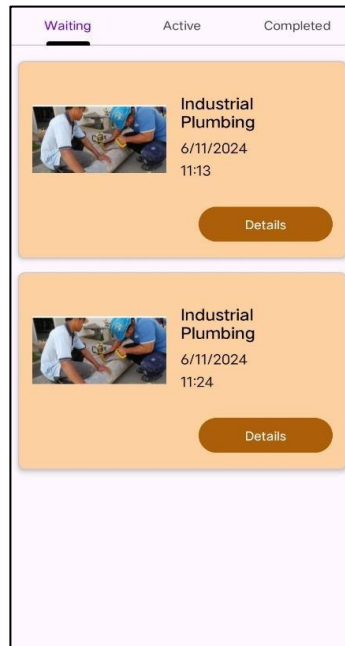 Waiting Active Completed
Industrial
Plumbing
6/11/2024
11:13
Details
Industrial
Plumbing
6/11/2024
11:24
Details